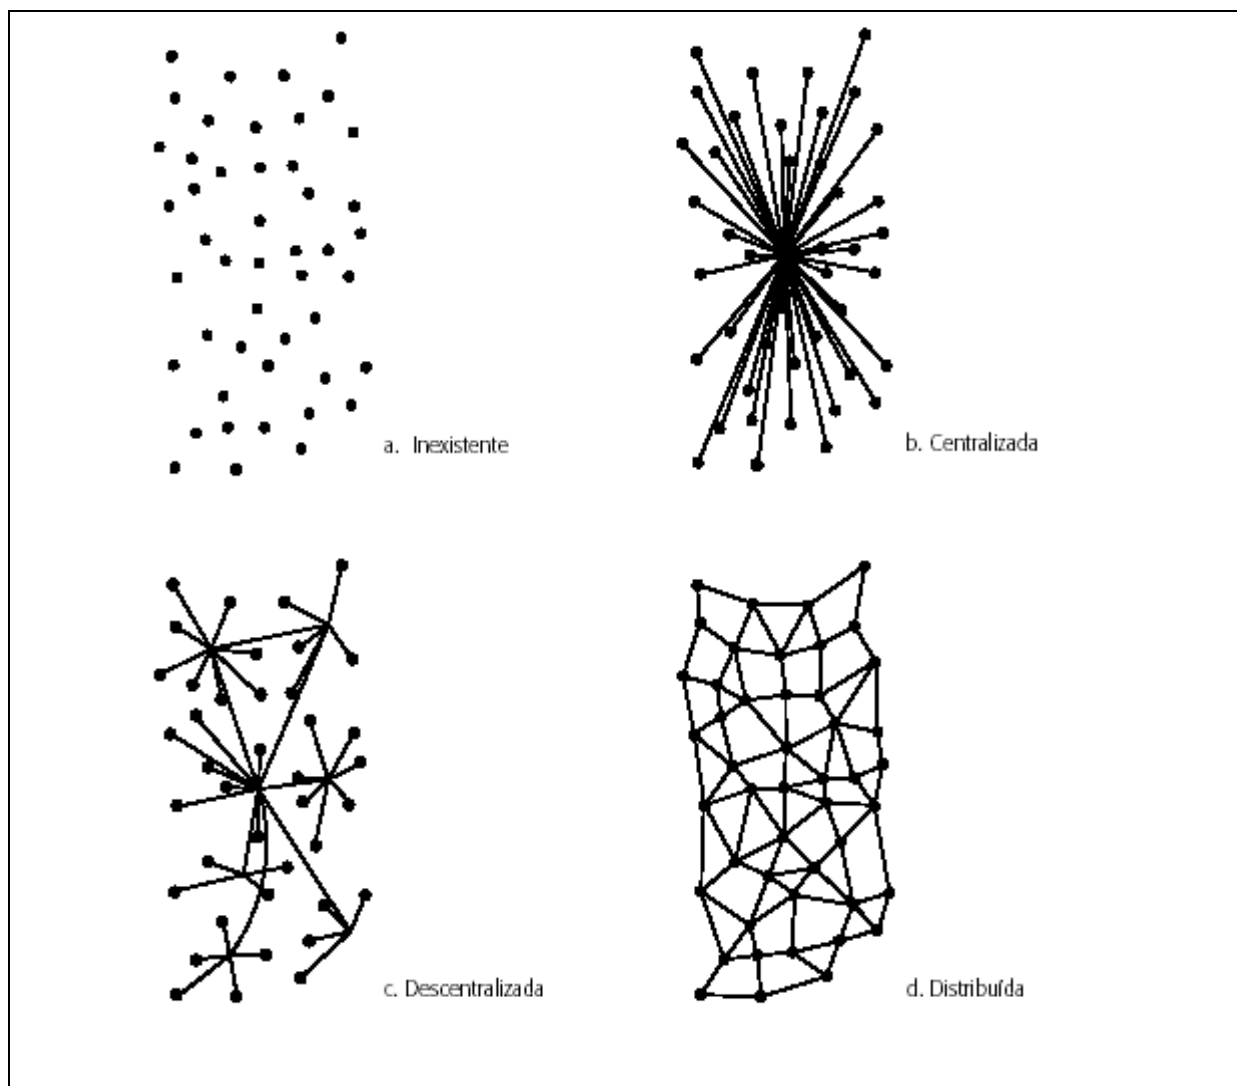 a. Inexistente
b. Centralizada
c. Descentralizada
d. Distribuída